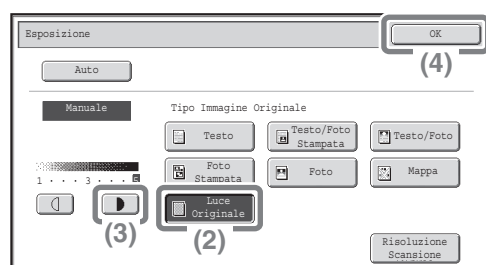 Esposizione
OK
(4)
Auto
Manuale
Tipo Immagine Originale
Testo
Testo/Foto
Stampata
Testo/Foto
Foto
Stampata
Foto
Mappa
1 · · · 3 · · · 5
Luce
Originale
(3)
(2)
Risoluzione
Scansione